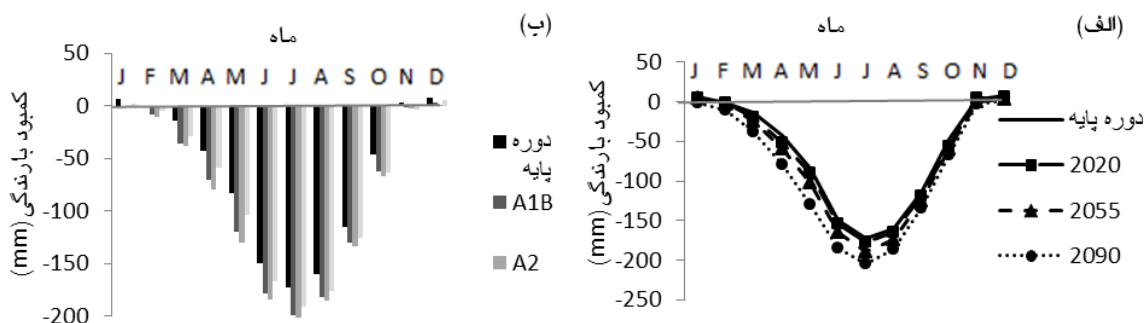 (الف)
ماه
J F M A M J J A S O N D
50
0
-50
-100
-150
-200
-250
کمبود بارندگی (mm)
دوره پایه
2020
2055
2090
(ب)
ماه
J F M A M J J A S O N D
50
0
-50
-100
-150
-200
کمبود بارندگی (mm)
دوره
پایه
A1B
A2